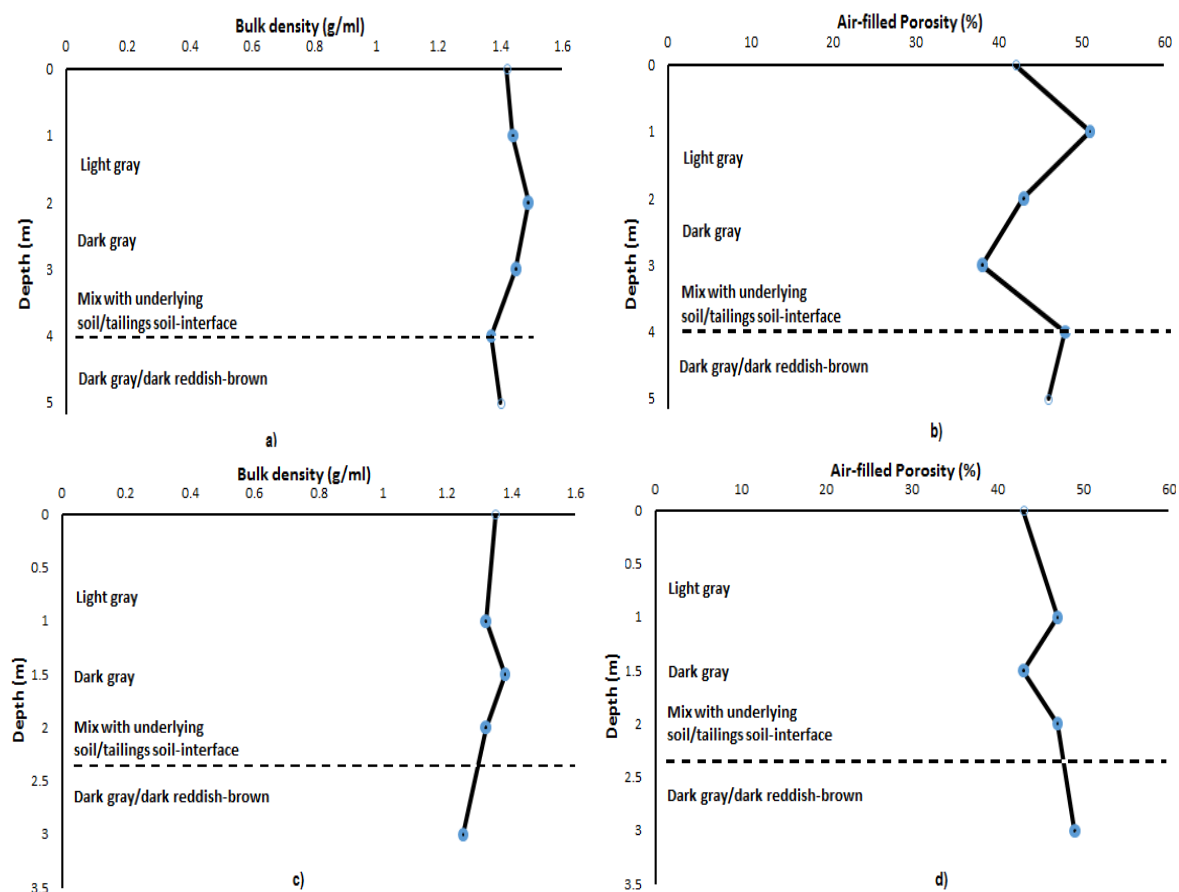 Bulk density (g/ml)
0 0.2 0.4 0.6 0.8 1 1.2 1.4 1.6
Depth (m)
0
1
Light gray
2
Dark gray
3
Mix with underlying
soil/tailings soil-interface
4
Dark gray/dark reddish-brown
5
a)
Air-filled Porosity (%)
0 10 20 30 40 50 60
Depth (m)
0
1
Light gray
2
Dark gray
3
Mix with underlying
soil/tailings soil-interface
4
Dark gray/dark reddish-brown
5
b)
Bulk density (g/ml)
0 0.2 0.4 0.6 0.8 1 1.2 1.4 1.6
Depth (m)
0
0.5
Light gray
1
1.5
Dark gray
2
Mix with underlying
soil/tailings soil-interface
2.5
Dark gray/dark reddish-brown
3
3.5
c)
Air-filled Porosity (%)
0 10 20 30 40 50 60
Depth (m)
0
0.5
Light gray
1
1.5
Dark gray
2
Mix with underlying
soil/tailings soil-interface
2.5
Dark gray/dark reddish-brown
3
3.5
d)